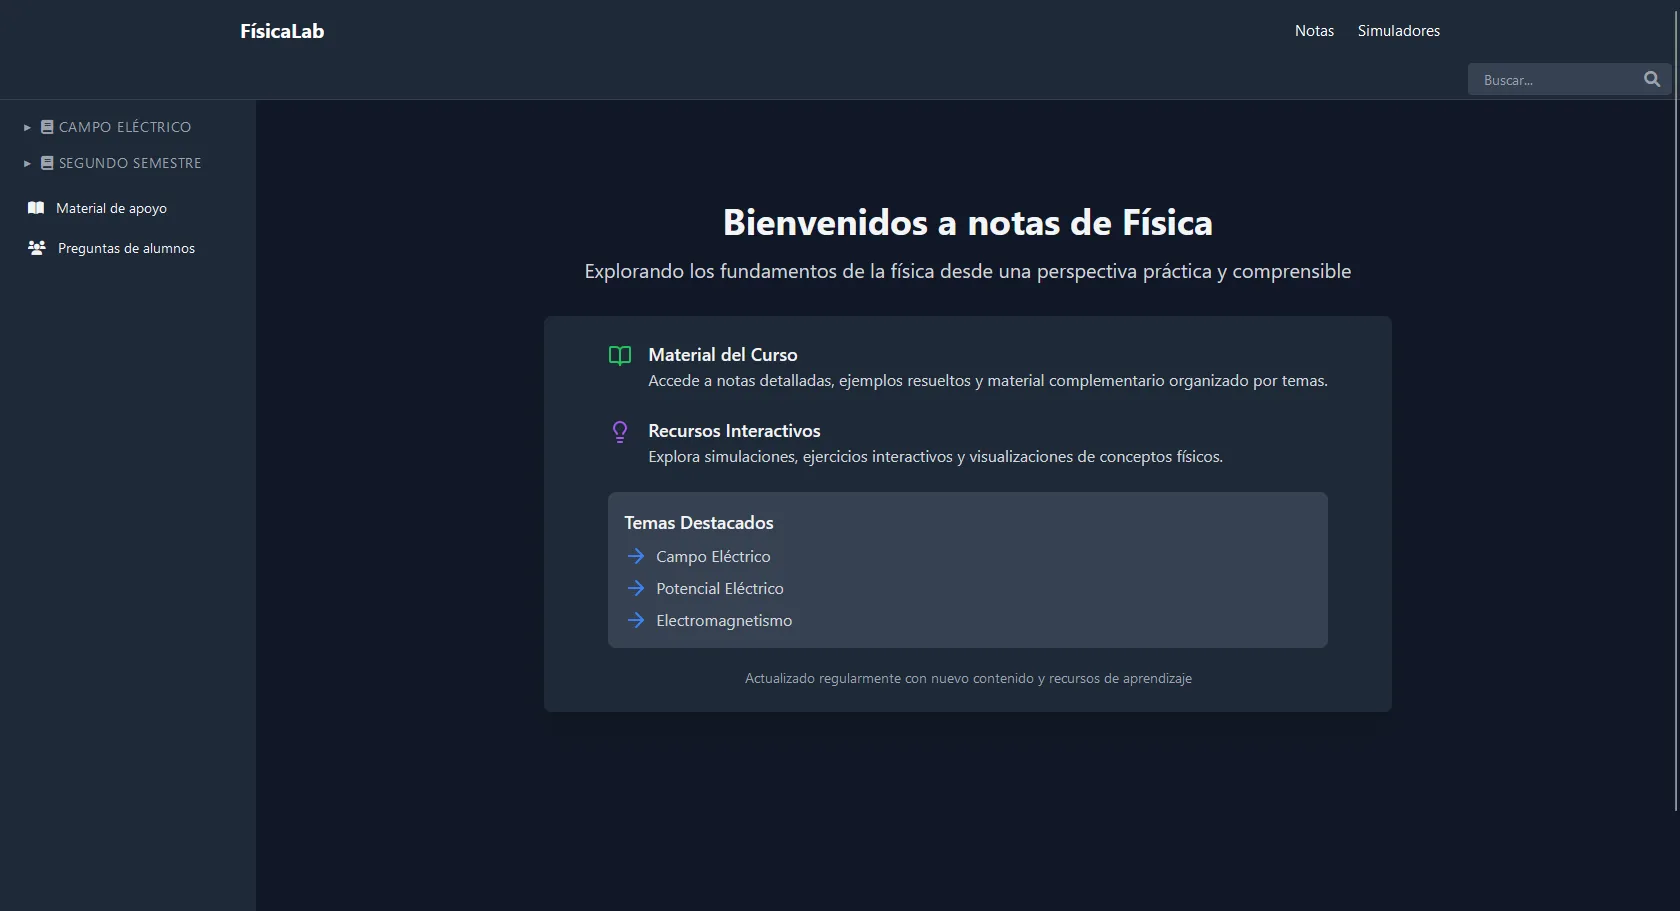 FísicaLab
Notas
Simuladores
Buscar...
CAMPO ELÉCTRICO
SEGUNDO SEMESTRE
Material de apoyo
Preguntas de alumnos
Bienvenidos a notas de Física
Explorando los fundamentos de la física desde una perspectiva práctica y comprensible
Material del Curso
Accede a notas detalladas, ejemplos resueltos y material complementario organizado por temas.
Recursos Interactivos
Explora simulaciones, ejercicios interactivos y visualizaciones de conceptos físicos.
Temas Destacados
Campo Eléctrico
Potencial Eléctrico
Electromagnetismo
Actualizado regularmente con nuevo contenido y recursos de aprendizaje